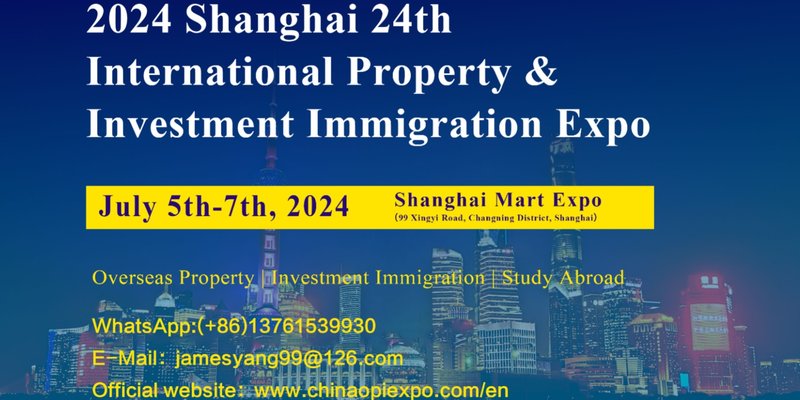 2024 Shanghai 24th
International Property &
Investment Immigration Expo
July 5th-7th, 2024
Shanghai Mart Expo
(99 Xingyi Road, Changning District, Shanghai)
Overseas Property | Investment Immigration | Study Abroad
WhatsApp:(+86)13761539930
E-Mail：jamesyang99@126.com
Official website：www.chinaopiexpo.com/en